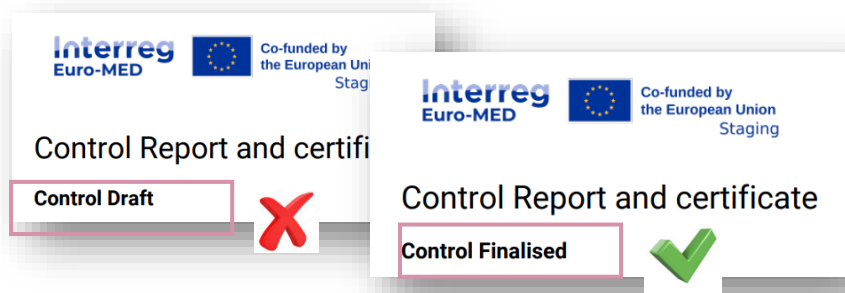 Interreg
Euro-MED
Co-funded by
the European Uni
Stag
Control Report and certifi
Control Draft
Interreg
Euro-MED
Co-funded by
the European Union
Staging
Control Report and certificate
Control Finalised